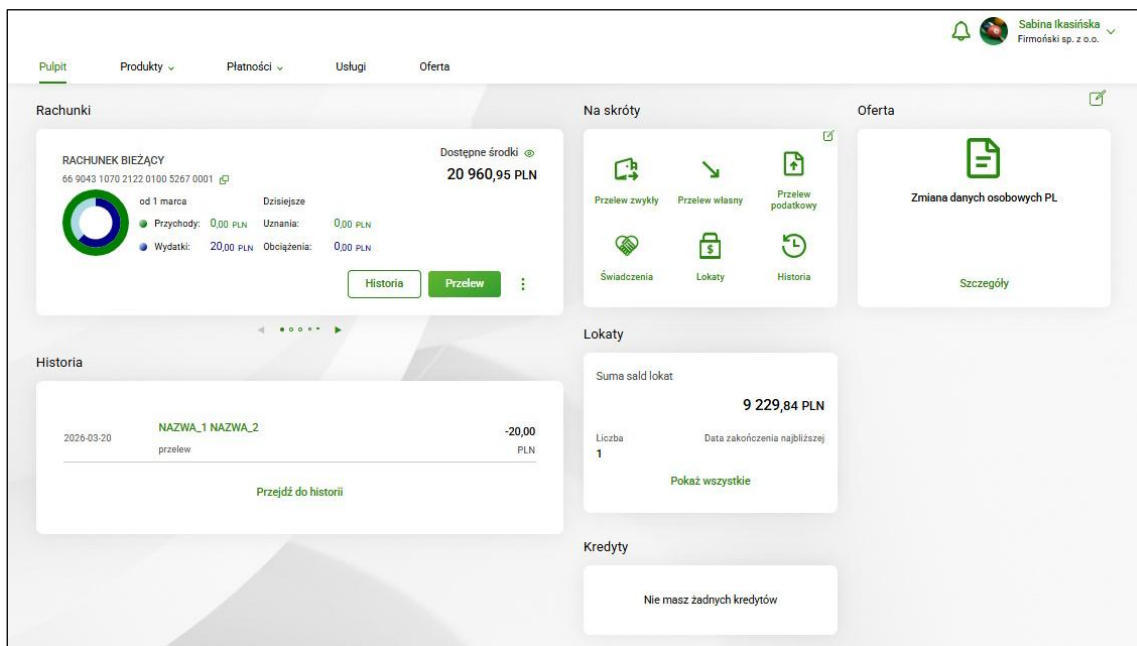 Sabina Ikasińska
Firmoński sp. z o.o.
Pulpit Produkty Płatności Usługi Oferta
Rachunki
RACHUNEK BIEŻĄCY
66 9043 1070 2122 0100 5267 0001
Dostępne środki
20 960,95 PLN
od 1 marca Dzisiejsze
Przychody: 0,00 PLN Uznania: 0,00 PLN
Wydatki: 20,00 PLN Obciążenia: 0,00 PLN
Historia Przelew
Historia
2026-03-20 NAZWA_1 NAZWA_2 -20,00
przelew PLN
Przejdź do historii
Na skróty
Przelew zwykły Przelew własny Przelew podatkowy
Świadczenia Lokaty Historia
Lokaty
Suma sald lokat
9 229,84 PLN
Liczba Data zakończenia najbliższej
1
Pokaż wszystkie
Kredyty
Nie masz żadnych kredytów
Oferta
Zmiana danych osobowych PL
Szczegóły